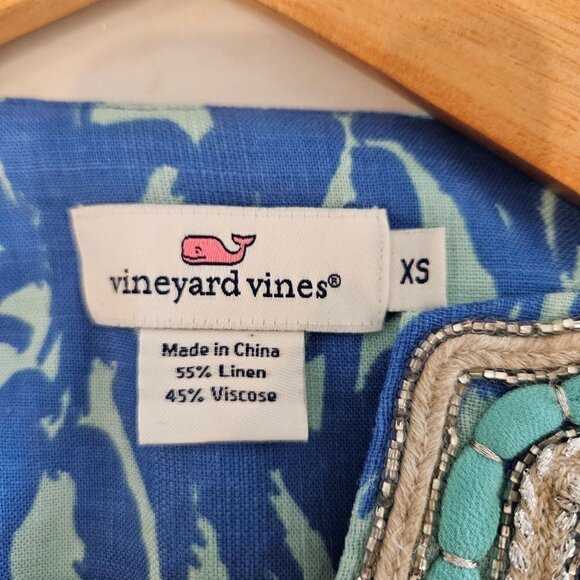 vineyard vines®
XS
Made in China
55% Linen
45% Viscose